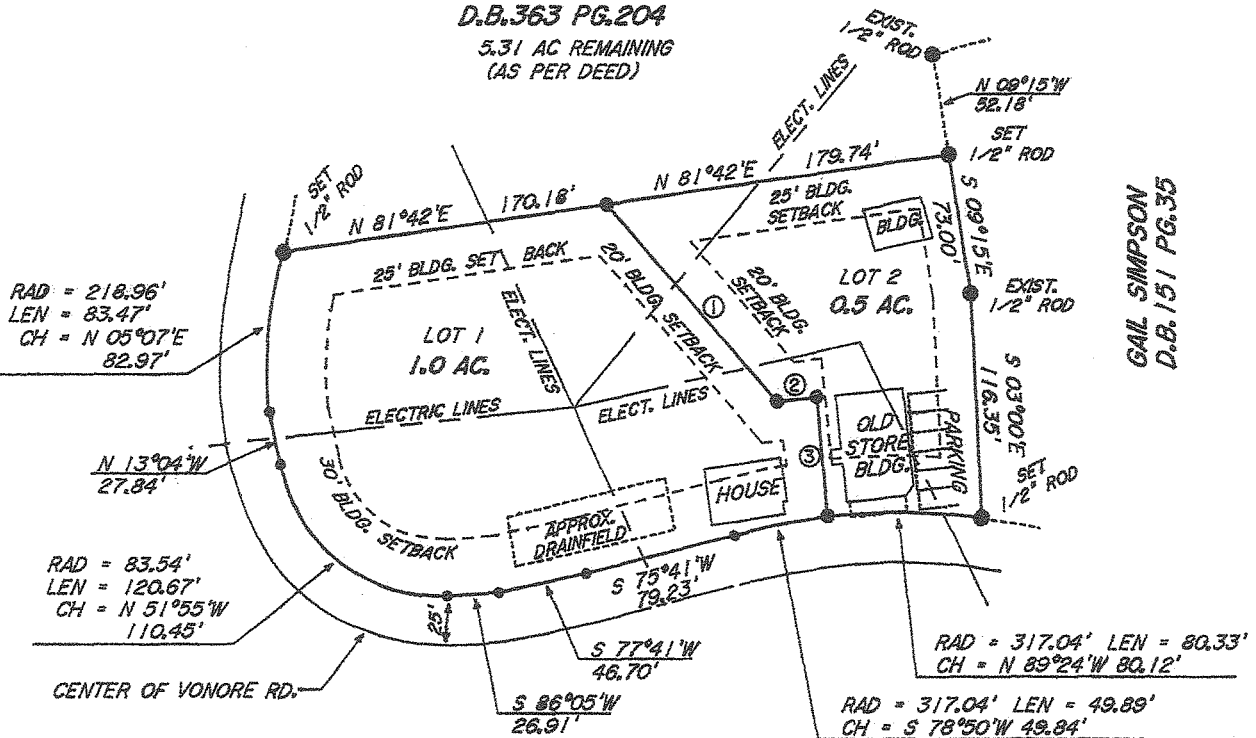 D.B.363 PG.204
5.31 AC REMAINING
(AS PER DEED)
EXIST.
1/2" ROD
N 09°15'W
52.18'
SET
1/2" ROD
ELECT. LINES
N 81°42'E 179.74'
25' BLDG.
SETBACK
BLDG.
S 09°15'E
73.00'
GAIL SIMPSON
D.B.151 PG.35
SET
1/2" ROD
N 81°42'E 170.18'
25' BLDG. SET BACK
20' BLDG. SETBACK
①
20' BLDG.
SETBACK
LOT 2
0.5 AC.
EXIST.
1/2" ROD
RAD = 218.96'
LEN = 83.47'
CH = N 05°07'E
82.97'
LOT 1
1.0 AC.
ELECT. LINES
ELECTRIC LINES
ELECT. LINES
②
③
OLD
STORE
BLDG.
PARKING
S 03°00'E
116.35'
SET
1/2" ROD
N 13°04'W
27.84'
30' BLDG.
SETBACK
APPROX.
DRAINFIELD
HOUSE
RAD = 83.54'
LEN = 120.67'
CH = N 51°55'W
110.45'
25'
S 75°41'W
79.23'
S 77°41'W
46.70'
S 86°05'W
26.91'
CENTER OF VONORE RD.
RAD = 317.04' LEN = 80.33'
CH = N 89°24'W 80.12'
RAD = 317.04' LEN = 49.89'
CH = S 78°50'W 49.84'